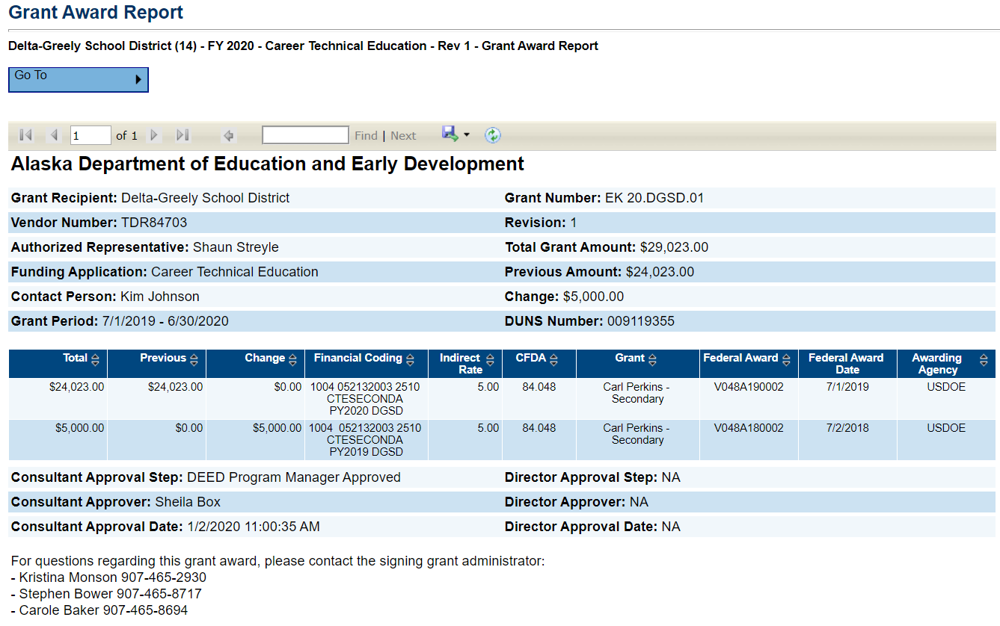 Grant Award Report
Delta-Greely School District (14) - FY 2020 - Career Technical Education - Rev 1 - Grant Award Report
Go To
1 of 1 Find | Next
Alaska Department of Education and Early Development
Grant Recipient: Delta-Greely School District Grant Number: EK 20.DGSD.01
Vendor Number: TDR84703 Revision: 1
Authorized Representative: Shaun Streyle Total Grant Amount: $29,023.00
Funding Application: Career Technical Education Previous Amount: $24,023.00
Contact Person: Kim Johnson Change: $5,000.00
Grant Period: 7/1/2019 - 6/30/2020 DUNS Number: 009119355
Total Previous Change Financial Coding Indirect CFDA Grant Federal Award Federal Award Awarding
Rate Date Agency
$24,023.00 $24,023.00 $0.00 1004 052132003 2510 5.00 84.048 Carl Perkins - V048A190002 7/1/2019 USDOE
CTESECONDA Secondary
PY2020 DGSD
$5,000.00 $0.00 $5,000.00 1004 052132003 2510 5.00 84.048 Carl Perkins - V048A180002 7/2/2018 USDOE
CTESECONDA Secondary
PY2019 DGSD
Consultant Approval Step: DEED Program Manager Approved Director Approval Step: NA
Consultant Approver: Sheila Box Director Approver: NA
Consultant Approval Date: 1/2/2020 11:00:35 AM Director Approval Date: NA
For questions regarding this grant award, please contact the signing grant administrator:
- Kristina Monson 907-465-2930
- Stephen Bower 907-465-8717
- Carole Baker 907-465-8694